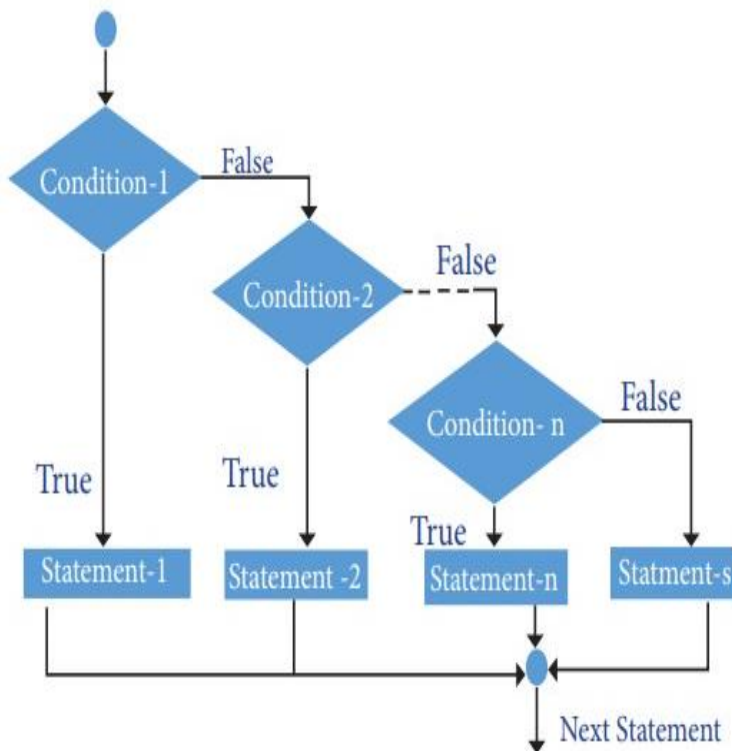 Condition-1
False
Condition-2
False
Condition- n
False
True
True
True
Statement-1
Statement -2
Statement-n
Statment-s
Next Statement